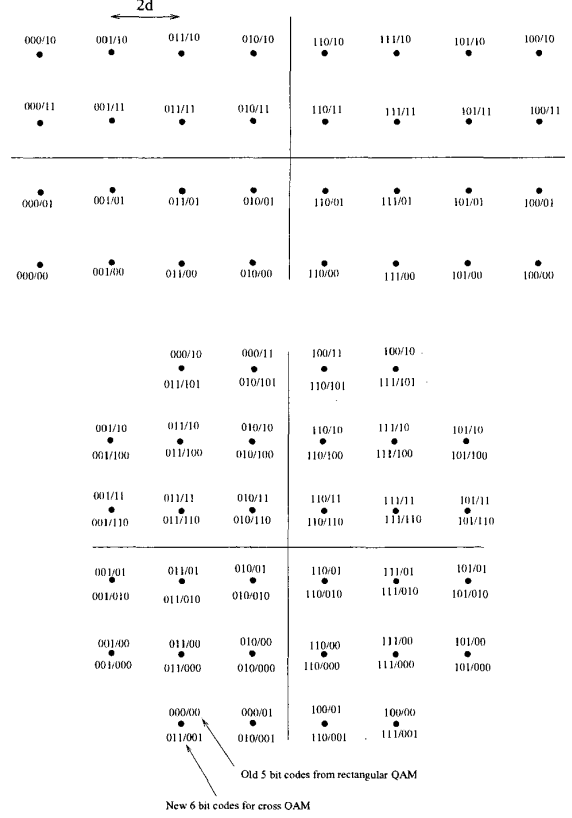 2d
000/10 001/10 011/10 010/10 110/10 111/10 101/10 100/10
000/11 001/11 011/11 010/11 110/11 111/11 101/11 100/11
000/01 001/01 011/01 010/01 110/01 111/01 101/01 100/01
000/00 001/00 011/00 010/00 110/00 111/00 101/00 100/00
000/10 000/11 100/11 100/10
011/101 010/101 110/101 111/101
001/10 011/10 010/10 110/10 111/10 101/10
001/100 011/100 010/100 110/100 111/100 101/100
001/11 011/11 010/11 110/11 111/11 101/11
001/110 011/110 010/110 110/110 111/110 101/110
001/01 011/01 010/01 110/01 111/01 101/01
001/010 011/010 010/010 110/010 111/010 101/010
001/00 011/00 010/00 110/00 111/00 101/00
001/000 011/000 010/000 110/000 111/000 101/000
000/00 000/01 100/01 100/00
011/001 010/001 110/001 111/001
Old 5 bit codes from rectangular QAM
New 6 bit codes for cross QAM